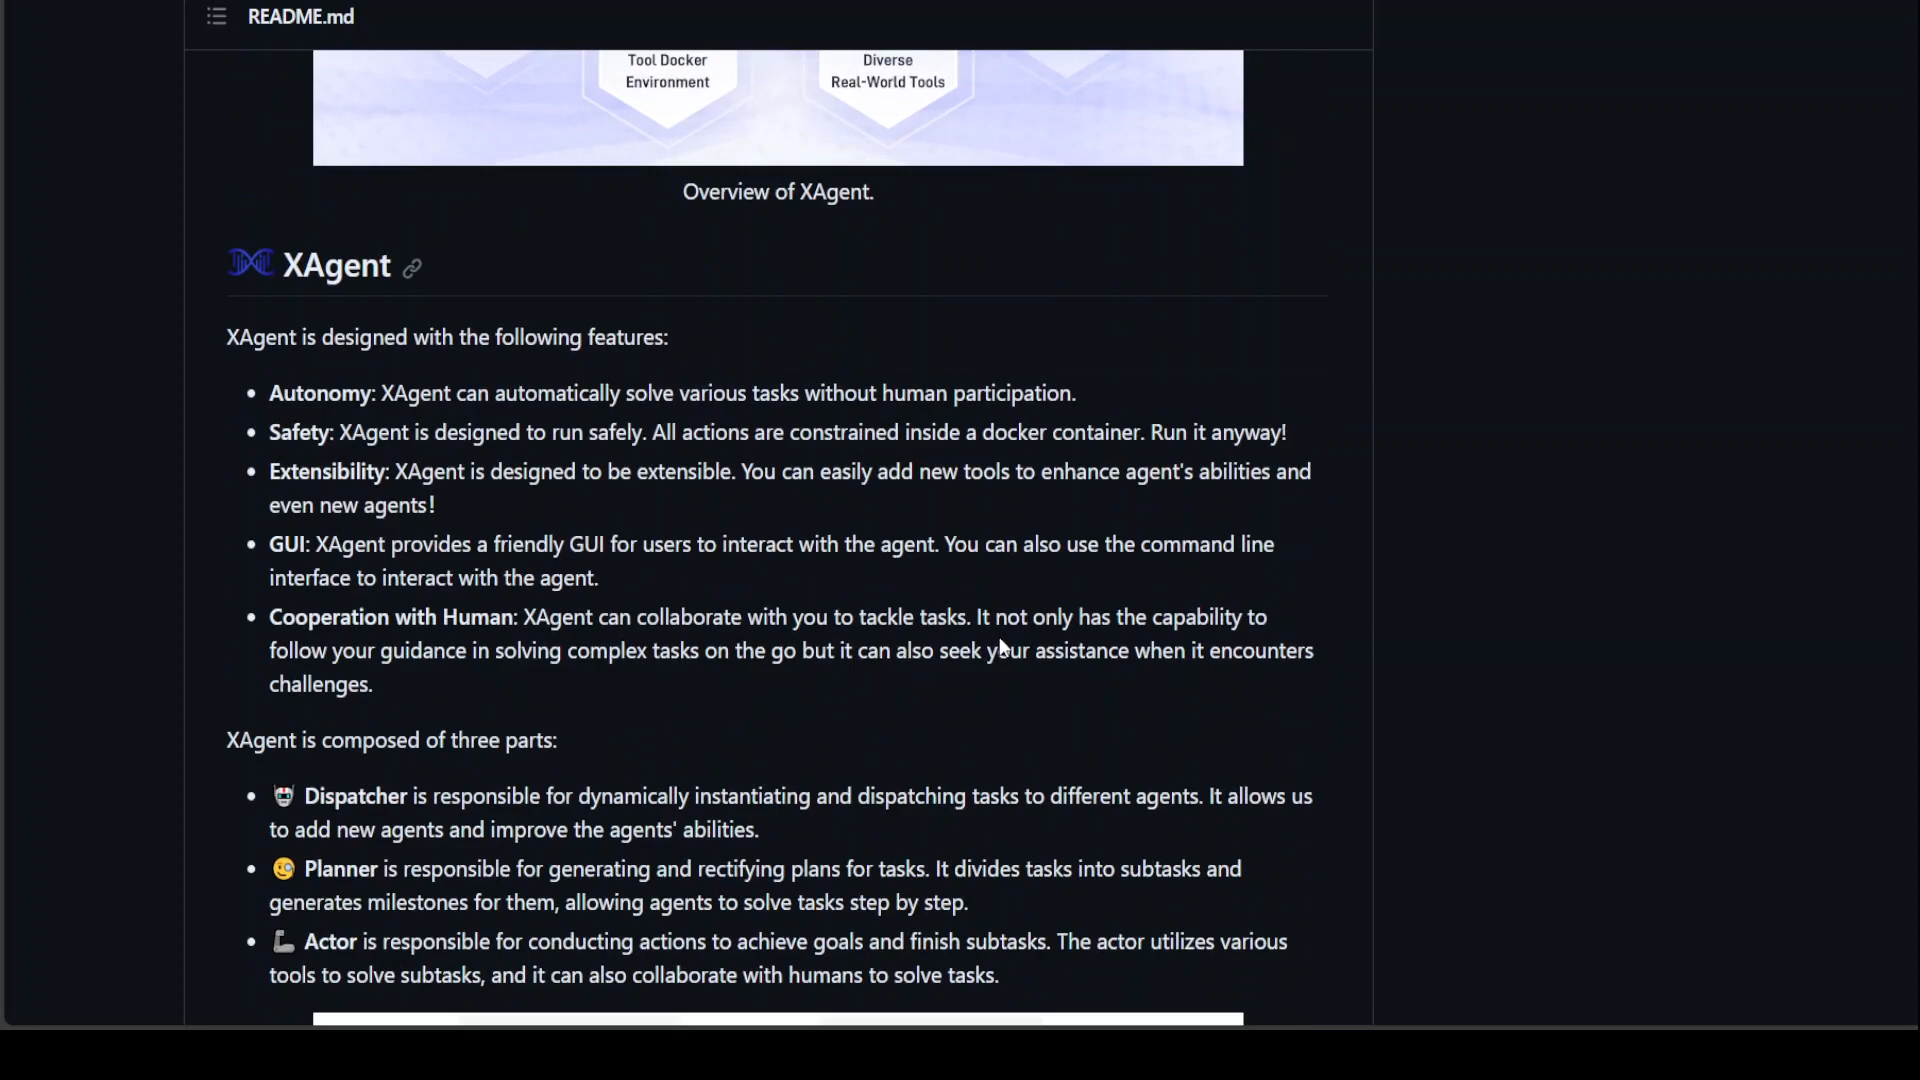 README.md
Tool Docker
Environment
Diverse
Real-World Tools
Overview of XAgent.
XAgent
XAgent is designed with the following features:
Autonomy: XAgent can automatically solve various tasks without human participation.
Safety: XAgent is designed to run safely. All actions are constrained inside a docker container. Run it anyway!
Extensibility: XAgent is designed to be extensible. You can easily add new tools to enhance agent's abilities and
even new agents!
GUI: XAgent provides a friendly GUI for users to interact with the agent. You can also use the command line
interface to interact with the agent.
Cooperation with Human: XAgent can collaborate with you to tackle tasks. It not only has the capability to
follow your guidance in solving complex tasks on the go but it can also seek your assistance when it encounters
challenges.
XAgent is composed of three parts:
🤖 Dispatcher is responsible for dynamically instantiating and dispatching tasks to different agents. It allows us
to add new agents and improve the agents' abilities.
🧐 Planner is responsible for generating and rectifying plans for tasks. It divides tasks into subtasks and
generates milestones for them, allowing agents to solve tasks step by step.
🦾 Actor is responsible for conducting actions to achieve goals and finish subtasks. The actor utilizes various
tools to solve subtasks, and it can also collaborate with humans to solve tasks.